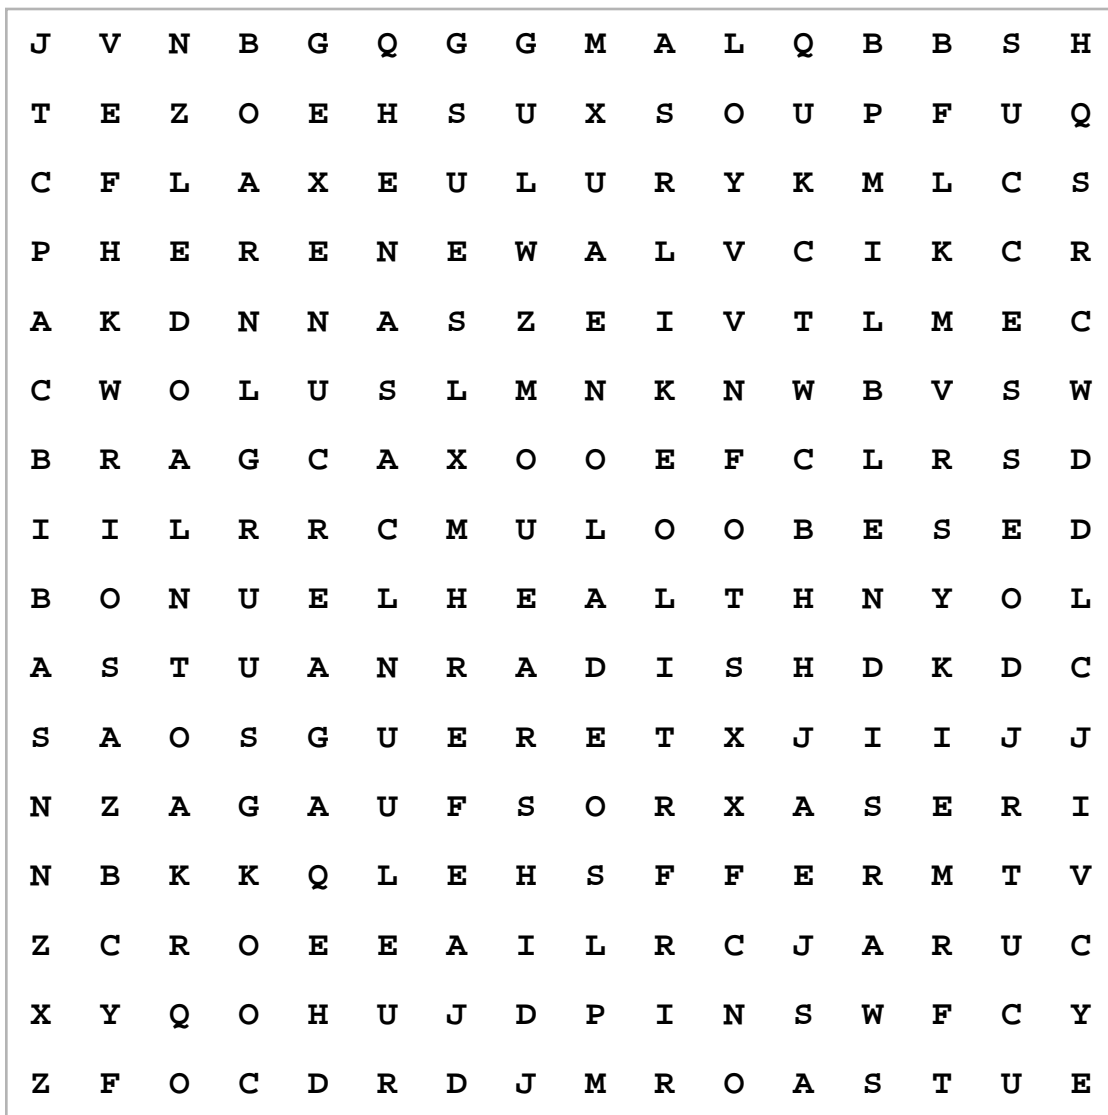 J V N B G Q G G M A L Q B B S H
T E Z O E H S U X S O U P F U Q
C F L A X E U L U R Y K M L C S
P H E R E N E W A L V C I K C R
A K D N N A S Z E I V T L M E C
C W O L U S L M N K N W B V S W
B R A G C A X O O E F C L R S D
I I L R R C M U L O O B E S E D
B O N U E L H E A L T H N Y O L
A S T U A N R A D I S H D K D C
S A O S G U E R E T X J I I J J
N Z A G A U F S O R X A S E R I
N B K K Q L E H S F F E R M T V
Z C R O E E A I L R C J A R U C
X Y Q O H U J D P I N S W F C Y
Z F O C D R D J M R O A S T U E